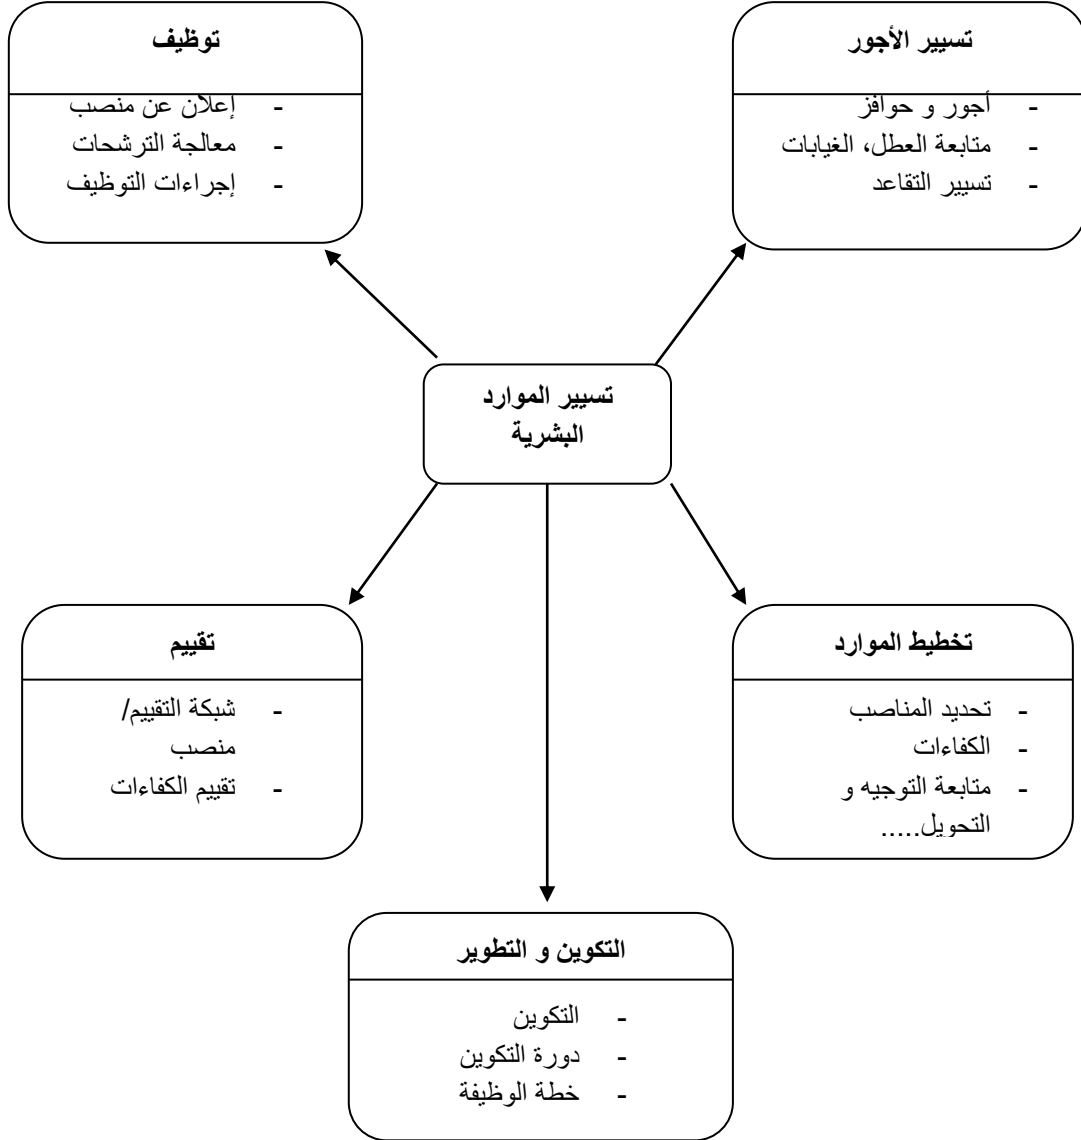 تسيير الأجور
- أجور و حوافز
- متابعة العطل، الغيابات
- تسيير التقاعد
توظيف
- إعلان عن منصب
- معالجة الترشحات
- إجراءات التوظيف
تسيير الموارد
البشرية
تخطيط الموارد
- تحديد المناصب
- الكفاءات
- متابعة التوجيه و
التحويل.....
تقييم
- شبكة التقييم/
منصب
- تقييم الكفاءات
التكوين و التطوير
- التكوين
- دورة التكوين
- خطة الوظيفة